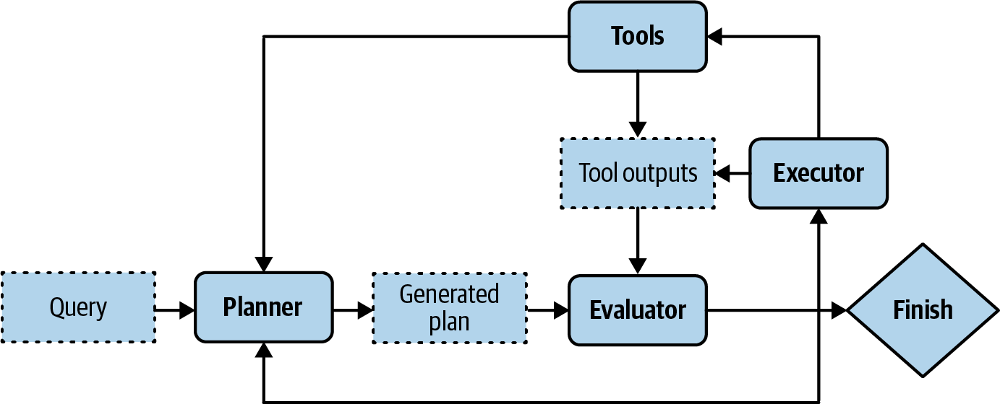 Tools
Tool outputs
Executor
Query
Planner
Generated
plan
Evaluator
Finish